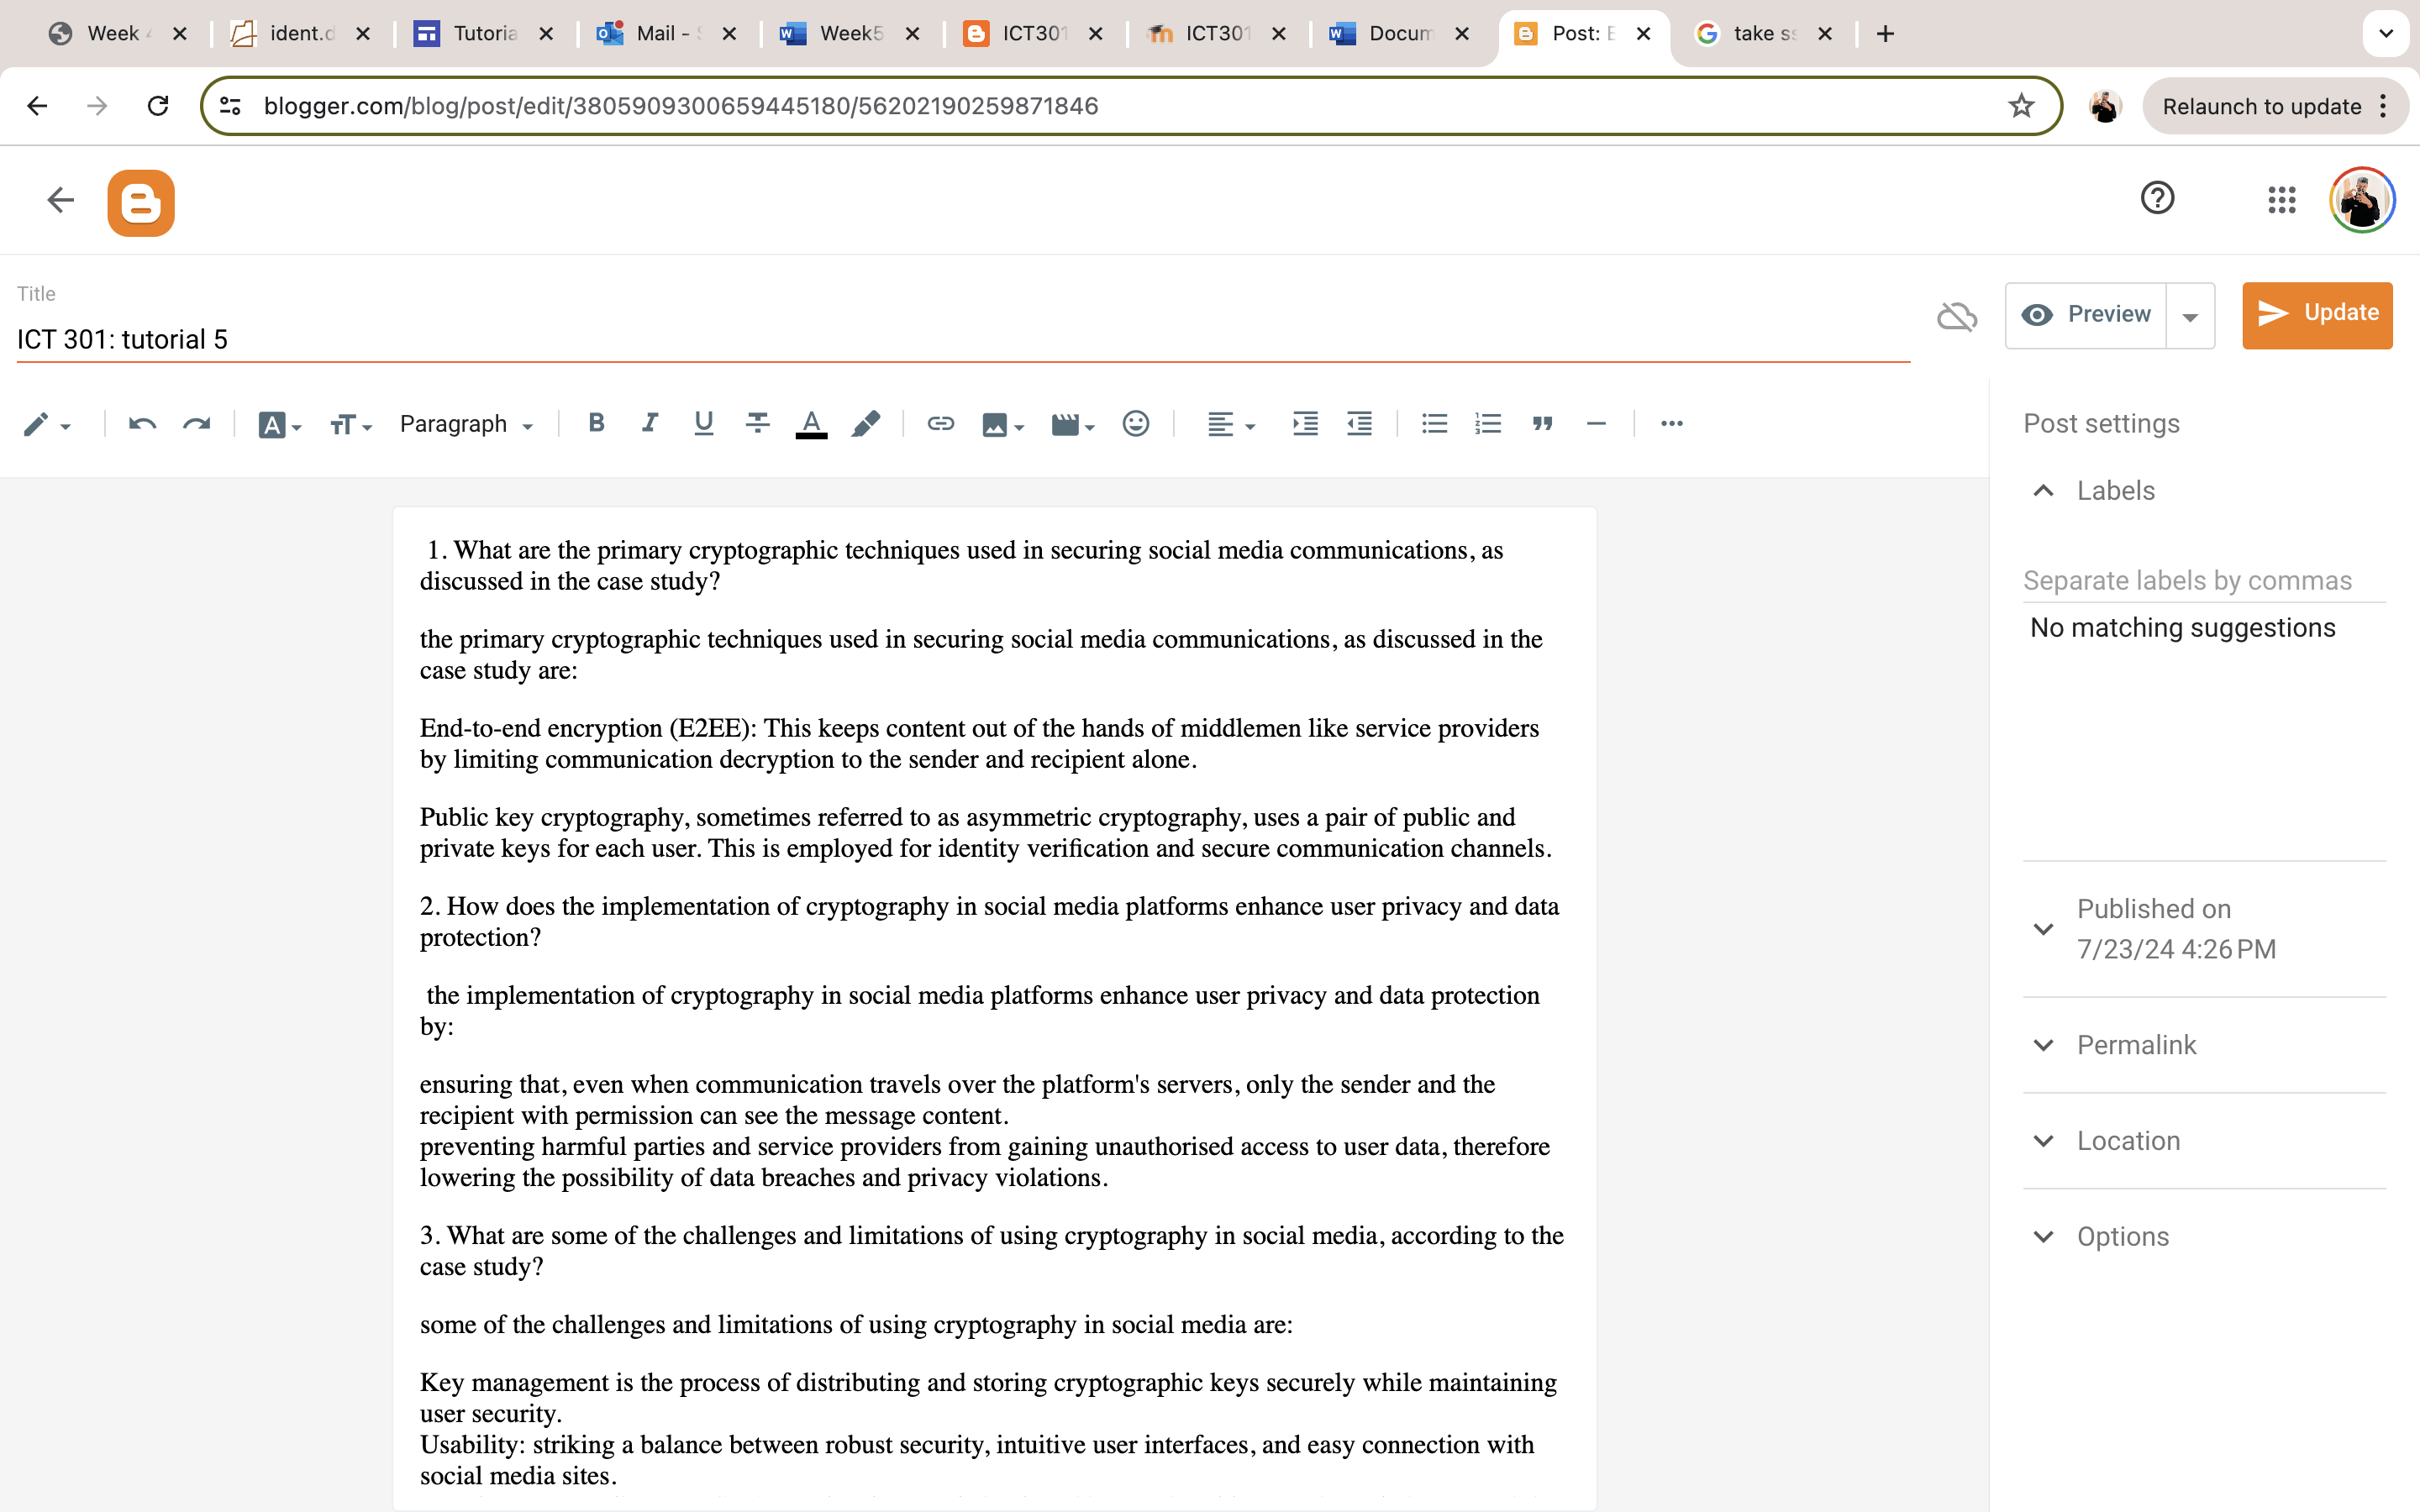 Week
ident.d
Tutoria
Mail -
Week5
ICT301
ICT301
Docum
Post: E
take ss
blogger.com/blog/post/edit/3805909300659445180/56202190259871846
Relaunch to update
Title
ICT 301: tutorial 5
Preview
Update
Paragraph
Post settings
Labels
Separate labels by commas
No matching suggestions
Published on
7/23/24 4:26 PM
Permalink
Location
Options
1. What are the primary cryptographic techniques used in securing social media communications, as
discussed in the case study?
the primary cryptographic techniques used in securing social media communications, as discussed in the
case study are:
End-to-end encryption (E2EE): This keeps content out of the hands of middlemen like service providers
by limiting communication decryption to the sender and recipient alone.
Public key cryptography, sometimes referred to as asymmetric cryptography, uses a pair of public and
private keys for each user. This is employed for identity verification and secure communication channels.
2. How does the implementation of cryptography in social media platforms enhance user privacy and data
protection?
the implementation of cryptography in social media platforms enhance user privacy and data protection
by:
ensuring that, even when communication travels over the platform's servers, only the sender and the
recipient with permission can see the message content.
preventing harmful parties and service providers from gaining unauthorised access to user data, therefore
lowering the possibility of data breaches and privacy violations.
3. What are some of the challenges and limitations of using cryptography in social media, according to the
case study?
some of the challenges and limitations of using cryptography in social media are:
Key management is the process of distributing and storing cryptographic keys securely while maintaining
user security.
Usability: striking a balance between robust security, intuitive user interfaces, and easy connection with
social media sites.